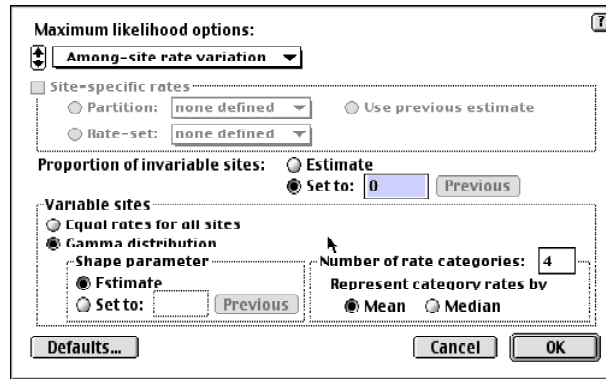 Maximum likelihood options:
?
Among-site rate variation
Site-specific rates
Partition: none defined Use previous estimate
Rate-set: none defined
Proportion of invariable sites: Estimate
Set to: 0 Previous
Variable sites
Equal rates for all sites
Gamma distribution
Shape parameter Number of rate categories: 4
Estimate Represent category rates by
Set to: Previous Mean Median
Defaults... Cancel OK